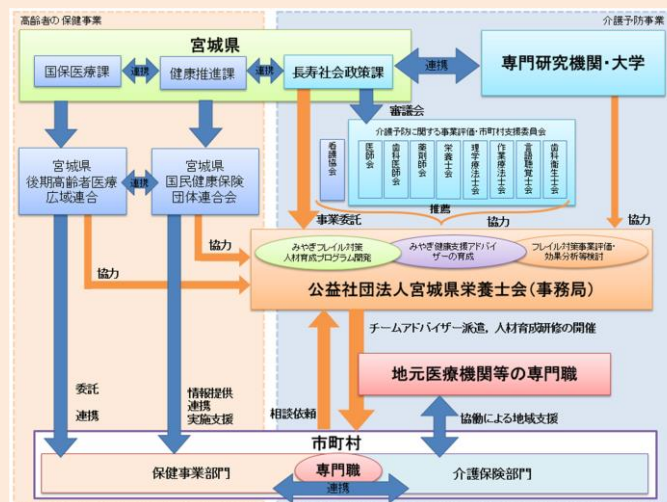 高齢者の保健事業
介護予防事業
宮城県
国保医療課
連携
健康推進課
連携
長寿社会政策課
連携
専門研究機関・大学
審議会
介護予防に関する事業評価・市町村支援委員会
看護協会
医師会
歯科医師会
薬剤師会
栄養士会
理学療法士会
作業療法士会
言語聴覚士会
歯科衛生士会
宮城県
後期高齢者医療
広域連合
連携
宮城県
国民健康保険
団体連合会
推薦
事業委託
協力
協力
協力
協力
みやぎフレイル対策
人材育成プログラム開発
みやぎ健康支援アドバイ
ザーの育成
フレイル対策事業評価・
効果分析等検討
公益社団法人宮城県栄養士会(事務局)
チームアドバイザー派遣,人材育成研修の開催
地元医療機関等の専門職
委託
連携
情報提供
連携
実施支援
相談依頼
協働による地域支援
市町村
保健事業部門
専門職
連携
介護保険部門